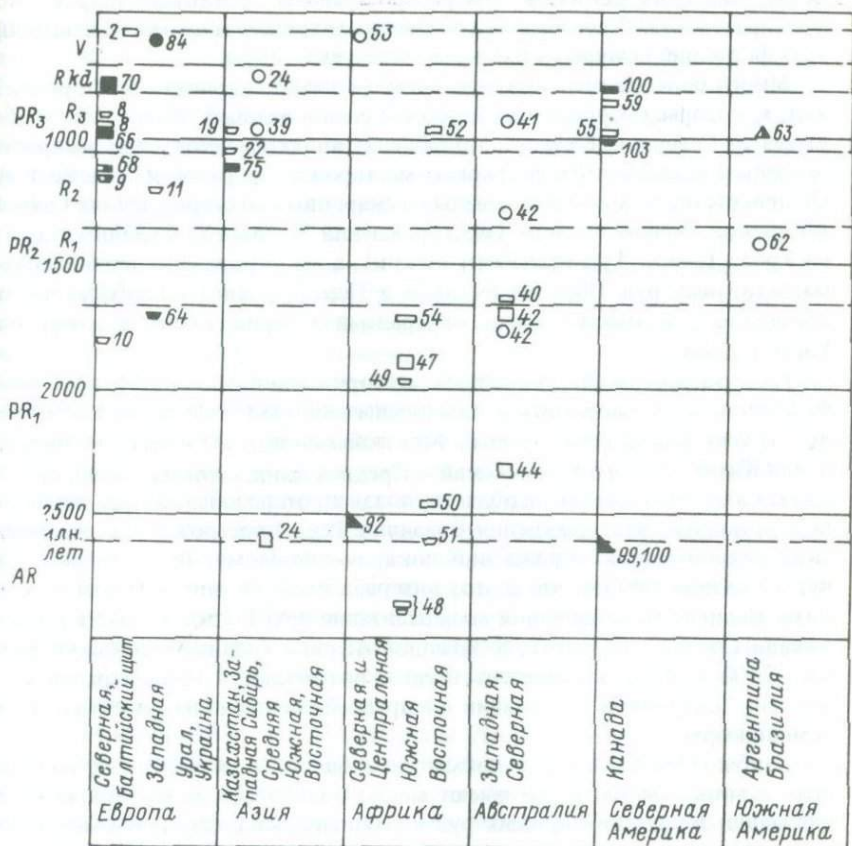 V 2 84 53
Rkd 70 24 100
59
PR₃ R₃ 8 8 19 39 52 41 55 63
1000 66 22 103
68 75
R₂ 9 11
42
PR₂ R₁ 62
1500
40
64 54 42
10 42
47
49
2000
PR₁
44
50
2500 92
млн. лет 24 51 99,100
AR
48
Северная, Балтийский щит
Западная
Урал, Украина
Казахстан, Западная Сибирь,
Средняя
Южная,
Восточная
Северная и Центральная
Южная
Восточная
Западная,
Северная
Канада
Аргентина,
Бразилия
Европа Азия Африка Австралия Северная Америка Южная Америка